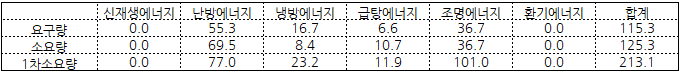 신재생에너지 난방에너지 냉방에너지 급탕에너지 조명에너지 환기에너지 합계
요구량 0.0 55.3 16.7 6.6 36.7 0.0 115.3
소요량 0.0 69.5 8.4 10.7 36.7 0.0 125.3
1차소요량 0.0 77.0 23.2 11.9 101.0 0.0 213.1